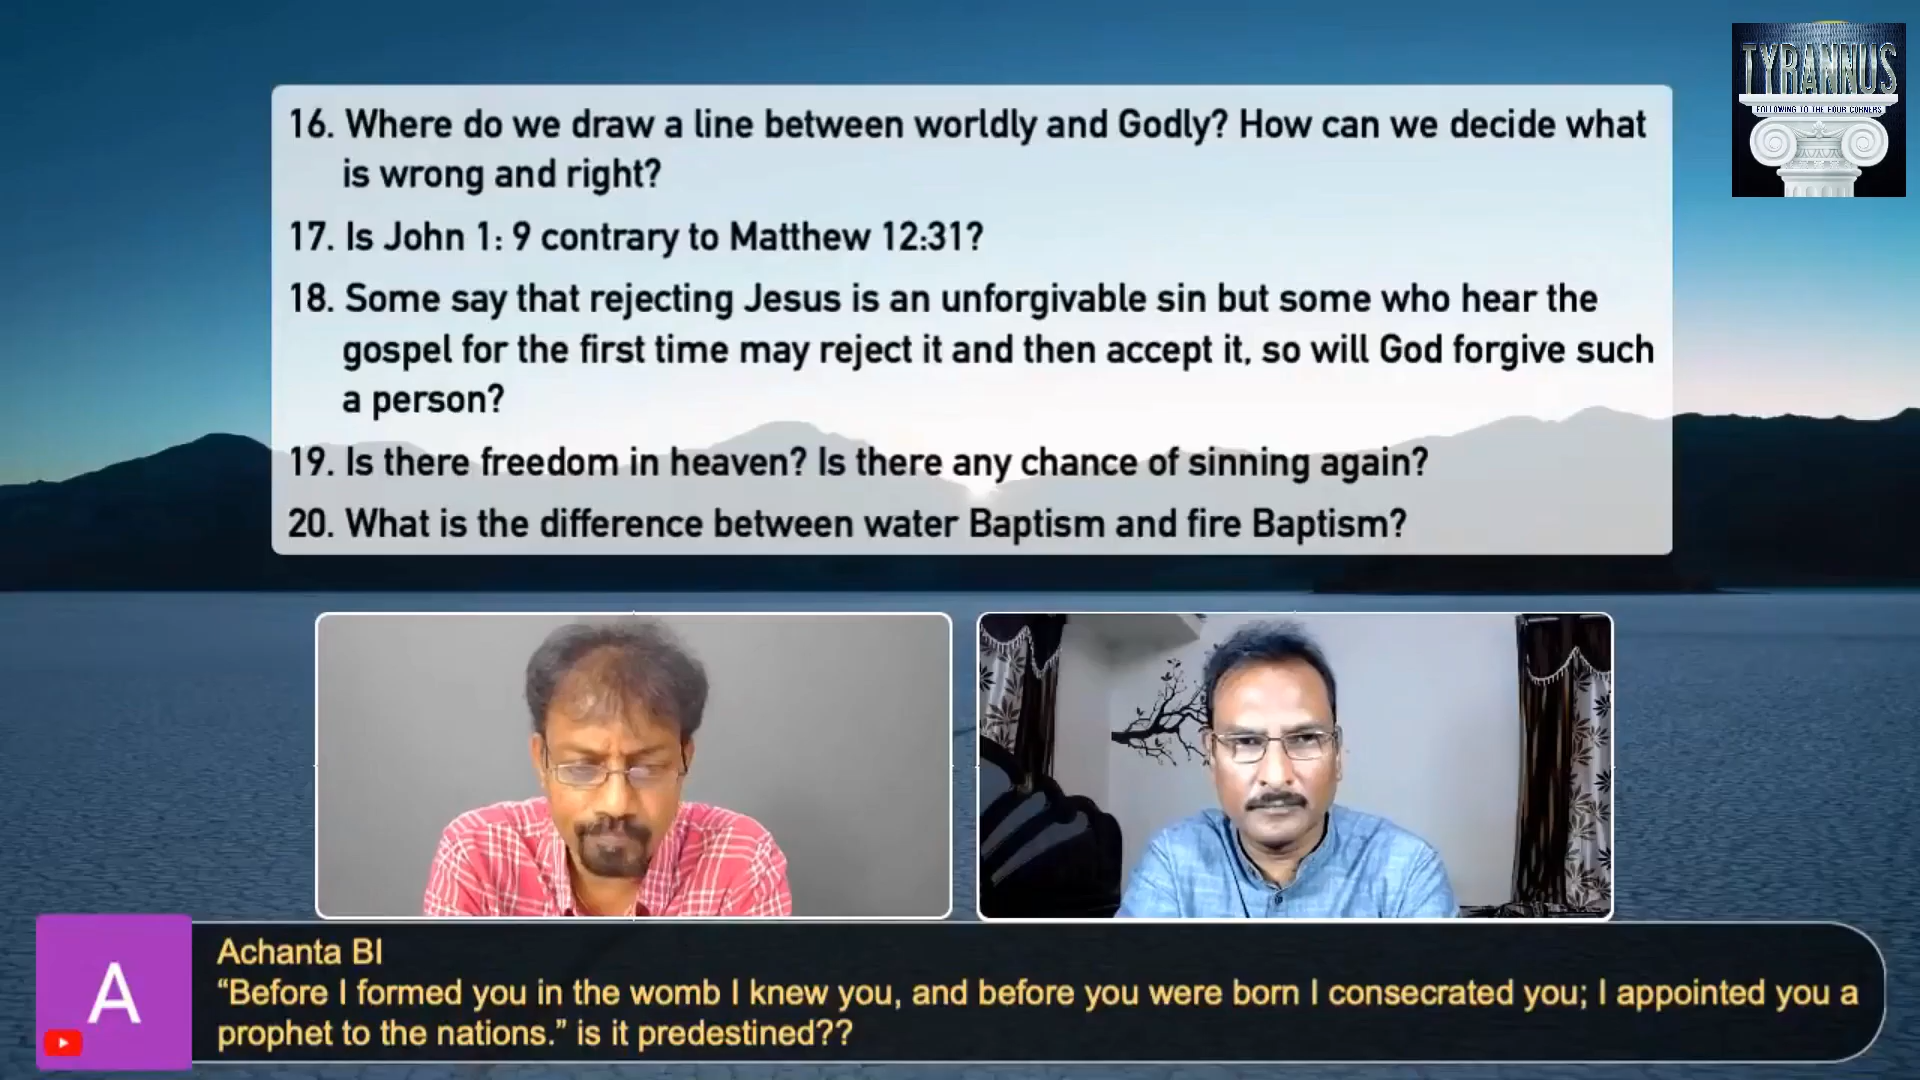 TYRANNUS
FOLLOWING TO THE FOUR CORNERS
16. Where do we draw a line between worldly and Godly? How can we decide what
is wrong and right?
17. Is John 1: 9 contrary to Matthew 12:31?
18. Some say that rejecting Jesus is an unforgivable sin but some who hear the
gospel for the first time may reject it and then accept it, so will God forgive such
a person?
19. Is there freedom in heaven? Is there any chance of sinning again?
20. What is the difference between water Baptism and fire Baptism?
A
Achanta BI
“Before I formed you in the womb I knew you, and before you were born I consecrated you; I appointed you a
prophet to the nations.” is it predestined??